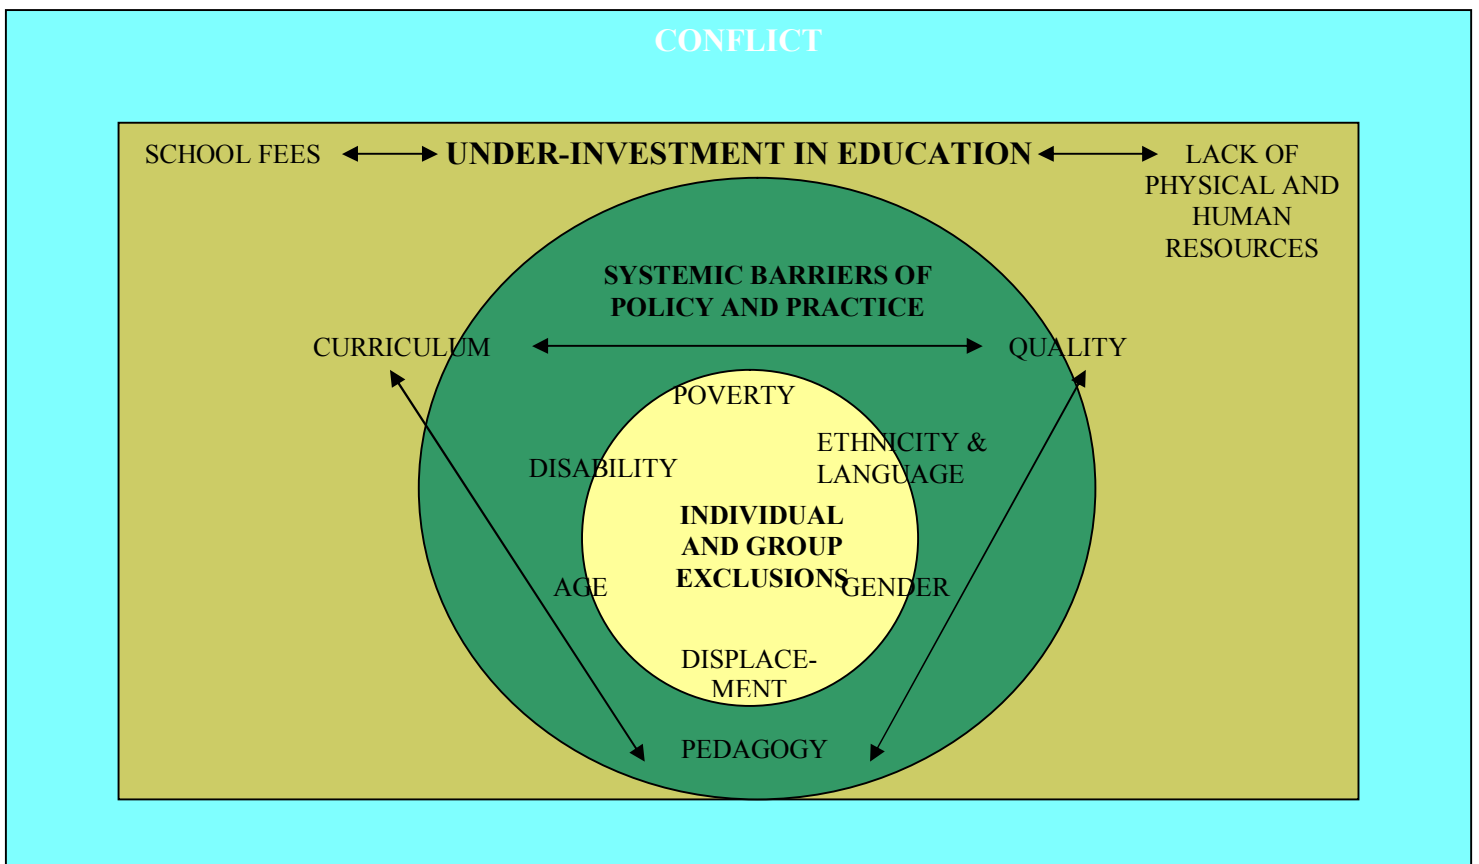 CONFLICT
SCHOOL FEES
UNDER-INVESTMENT IN EDUCATION
LACK OF
PHYSICAL AND
HUMAN
RESOURCES
SYSTEMIC BARRIERS OF
POLICY AND PRACTICE
CURRICULUM
QUALITY
POVERTY
ETHNICITY &
LANGUAGE
DISABILITY
INDIVIDUAL
AND GROUP
EXCLUSIONS
AGE
GENDER
DISPLACE-
MENT
PEDAGOGY